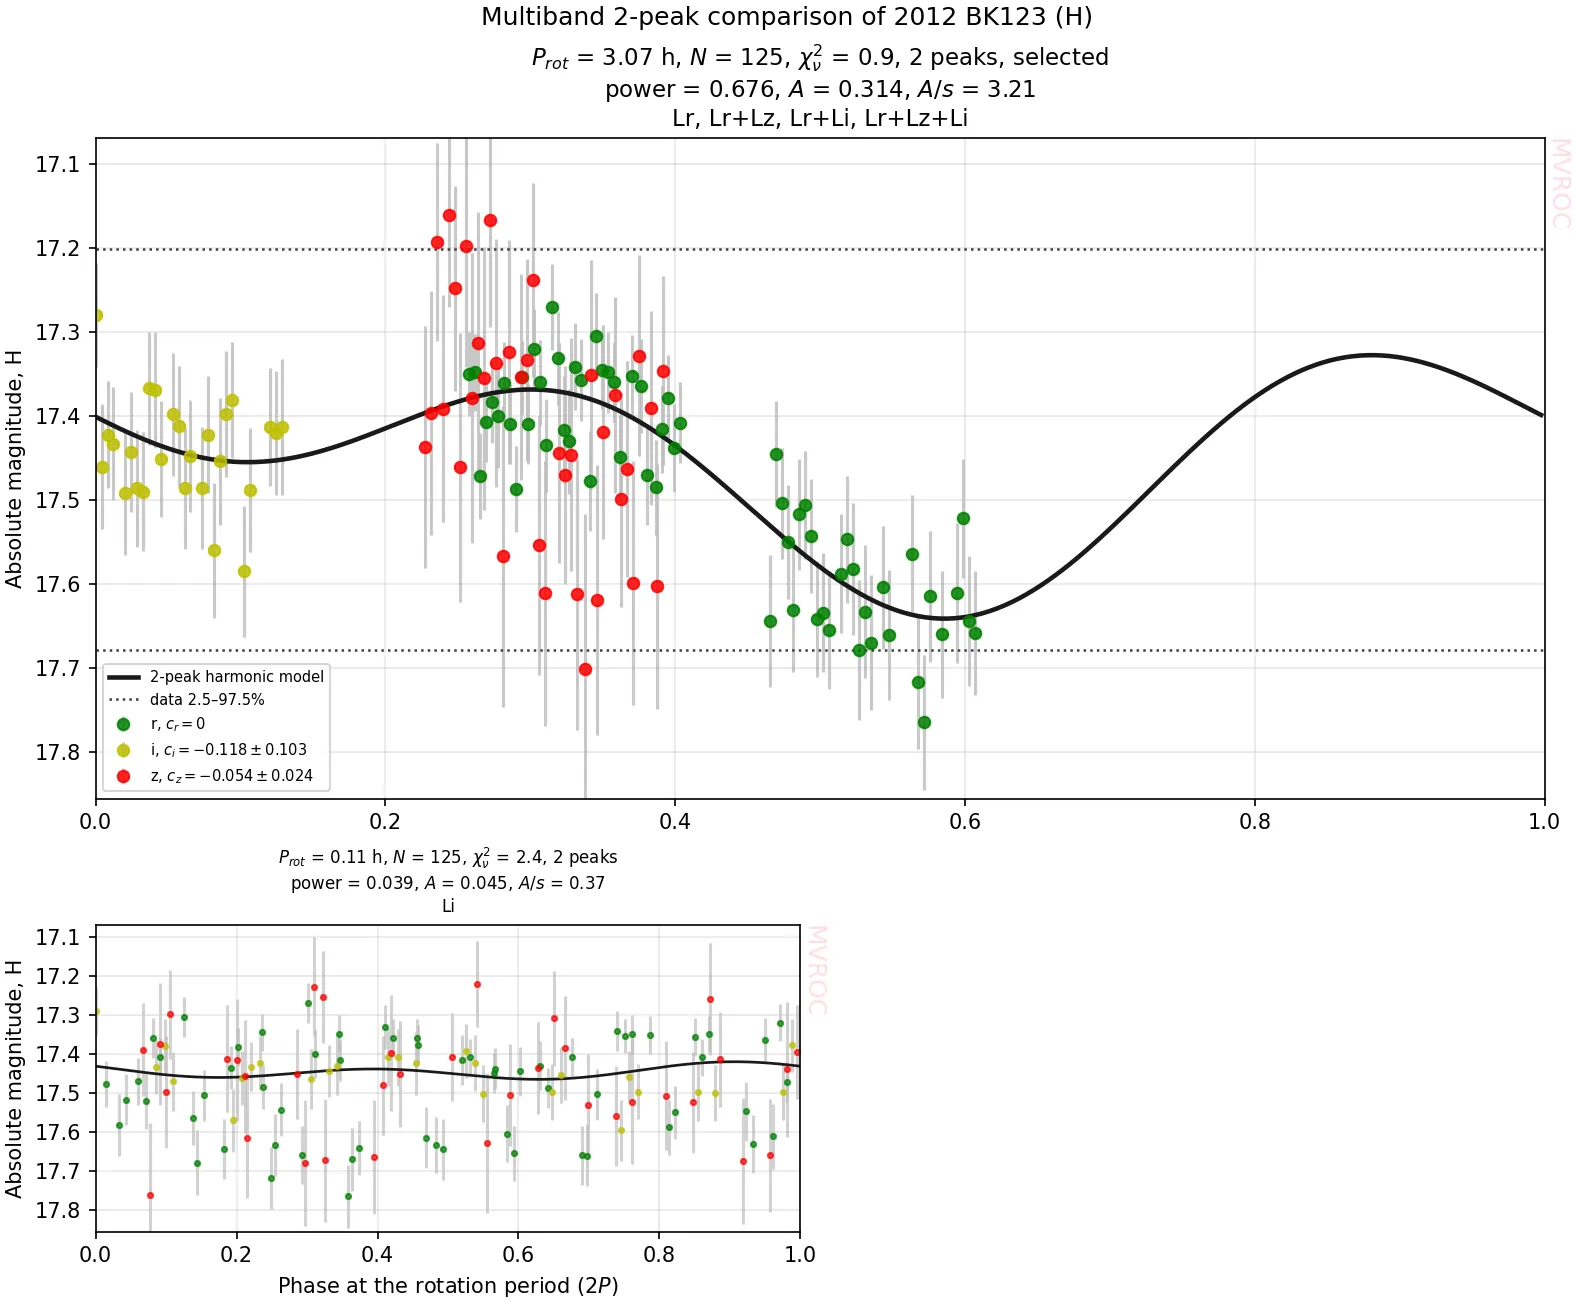 Multiband 2-peak comparison of 2012 BK123 (H)
P_rot = 3.07 h, N = 125, χ²_ν = 0.9, 2 peaks, selected
power = 0.676, A = 0.314, A/s = 3.21
Lr, Lr+Lz, Lr+Li, Lr+Lz+Li
MVROC
Absolute magnitude, H
17.1
17.2
17.3
17.4
17.5
17.6
17.7
17.8
2-peak harmonic model
data 2.5–97.5%
r, c_r = 0
i, c_i = −0.118 ± 0.103
z, c_z = −0.054 ± 0.024
0.0 0.2 0.4 0.6 0.8 1.0
P_rot = 0.11 h, N = 125, χ²_ν = 2.4, 2 peaks
power = 0.039, A = 0.045, A/s = 0.37
Li
MVROC
Absolute magnitude, H
17.1
17.2
17.3
17.4
17.5
17.6
17.7
17.8
0.0 0.2 0.4 0.6 0.8 1.0
Phase at the rotation period (2P)